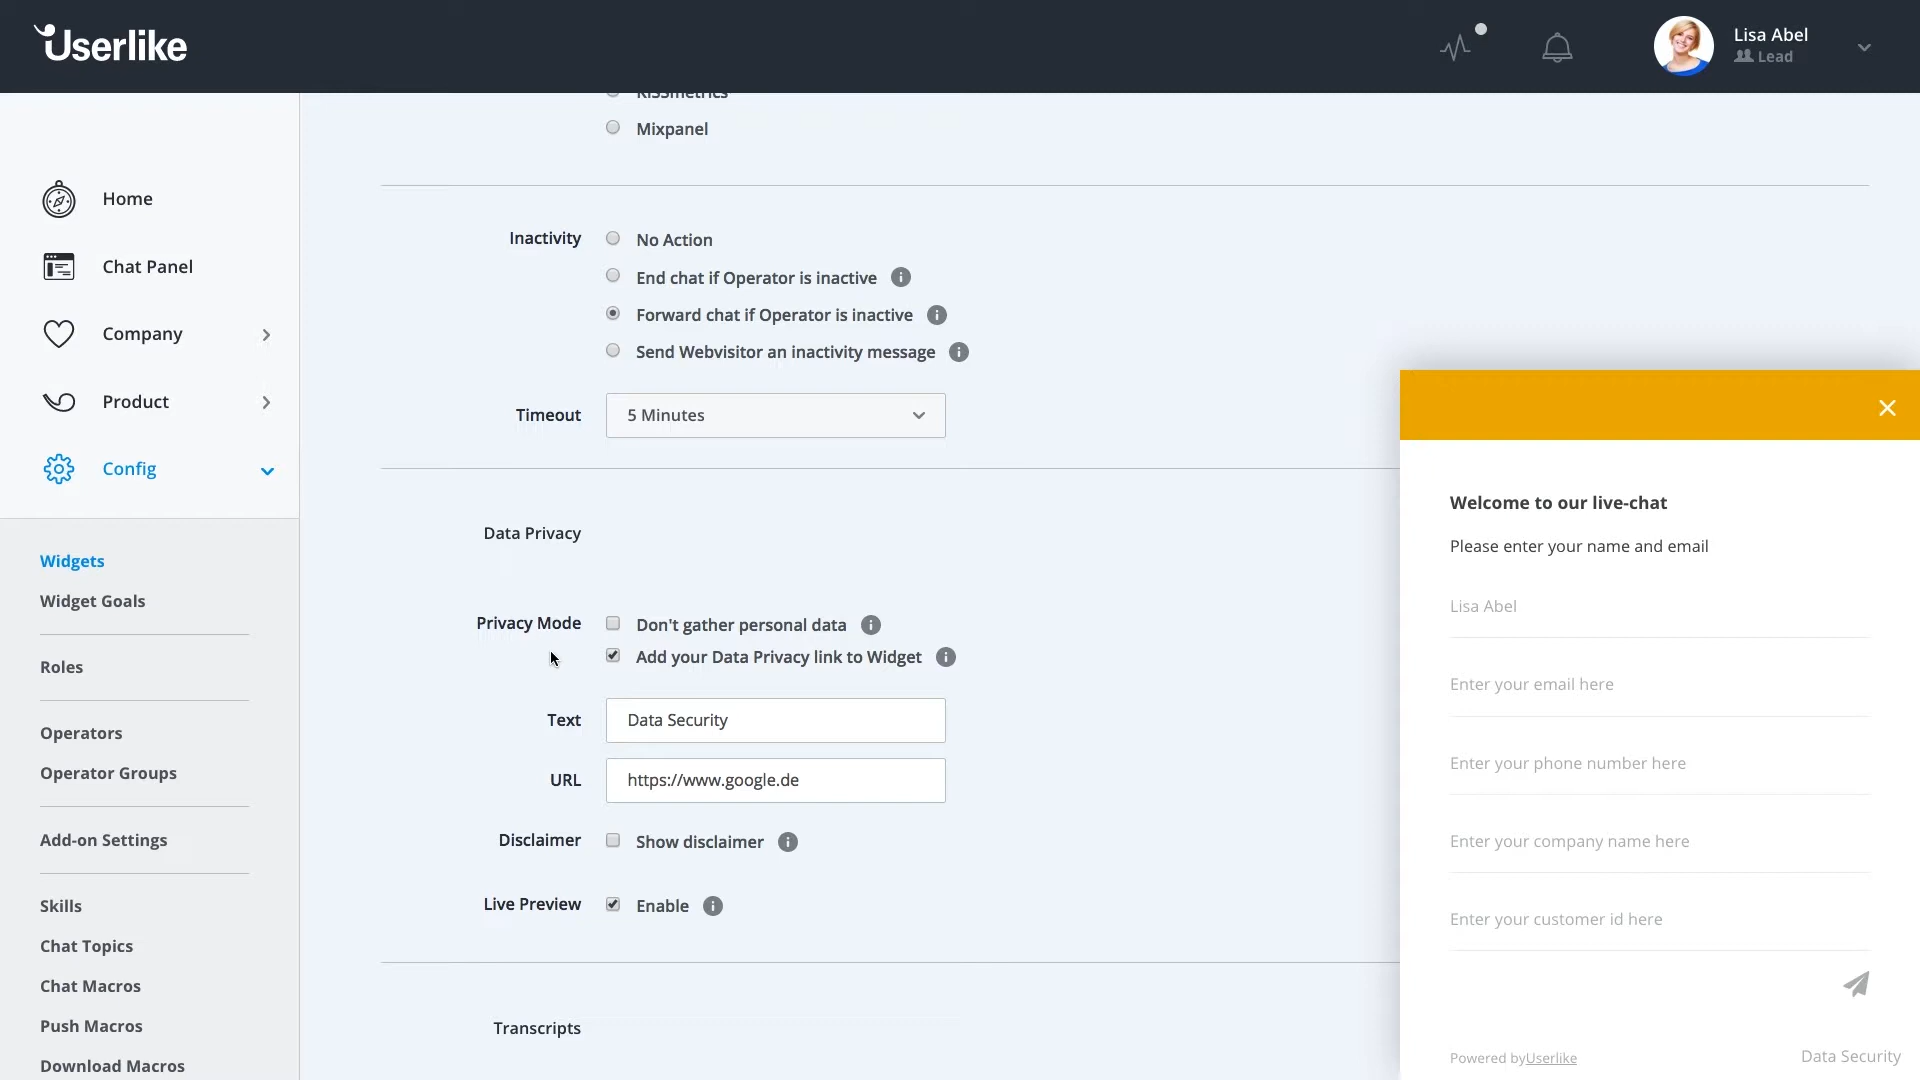 Userlike
Lisa Abel
Lead
Home
Chat Panel
Company
Product
Config
Widgets
Widget Goals
Roles
Operators
Operator Groups
Add-on Settings
Skills
Chat Topics
Chat Macros
Push Macros
Download Macros
KISSmetrics
Mixpanel
Inactivity
No Action
End chat if Operator is inactive
Forward chat if Operator is inactive
Send Webvisitor an inactivity message
Timeout
5 Minutes
Data Privacy
Privacy Mode
Don't gather personal data
Add your Data Privacy link to Widget
Text
Data Security
URL
https://www.google.de
Disclaimer
Show disclaimer
Live Preview
Enable
Transcripts
Welcome to our live-chat
Please enter your name and email
Lisa Abel
Enter your email here
Enter your phone number here
Enter your company name here
Enter your customer id here
Powered byUserlike
Data Security